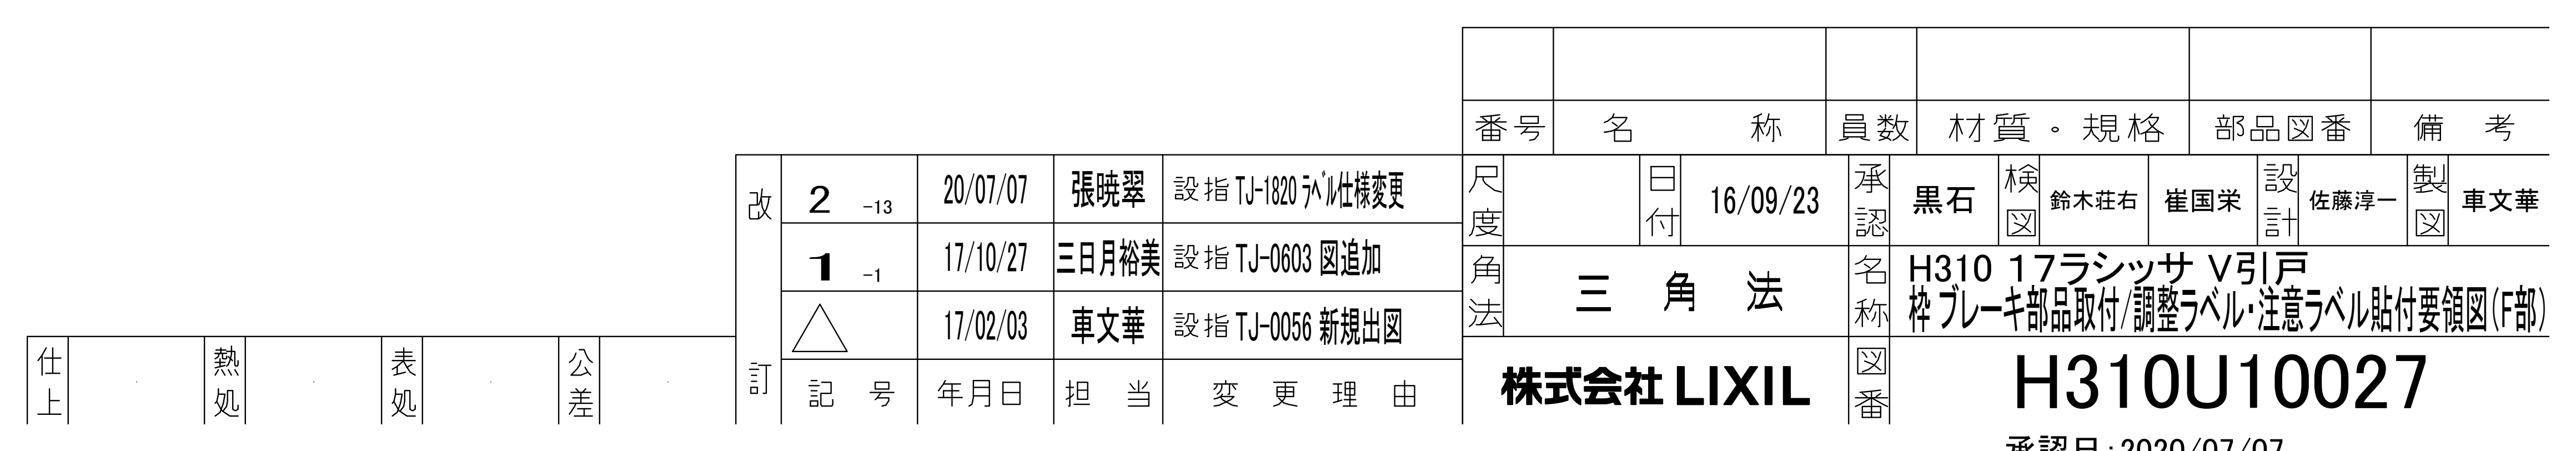 番号 名称 員数 材質・規格 部品図番 備考
改訂 2 -13 20/07/07 張暁翠 設指 TJ-1820 ﾗﾍﾞﾙ仕様変更
1 -1 17/10/27 三日月裕美 設指 TJ-0603 図追加
△ 17/02/03 車文華 設指 TJ-0056 新規出図
記号 年月日 担当 変更理由
尺度 日付 16/09/23 承認 黒石 検図 鈴木荘右 崔国栄 設計 佐藤淳一 製図 車文華
角法 三角法 名称 H310 17ラシッサ V引戸
枠 ブレーキ部品取付/調整ラベル・注意ラベル貼付要領図(F部)
仕上 熱処 表処 公差
株式会社 LIXIL 図番 H310U10027
承認日:2020/07/07